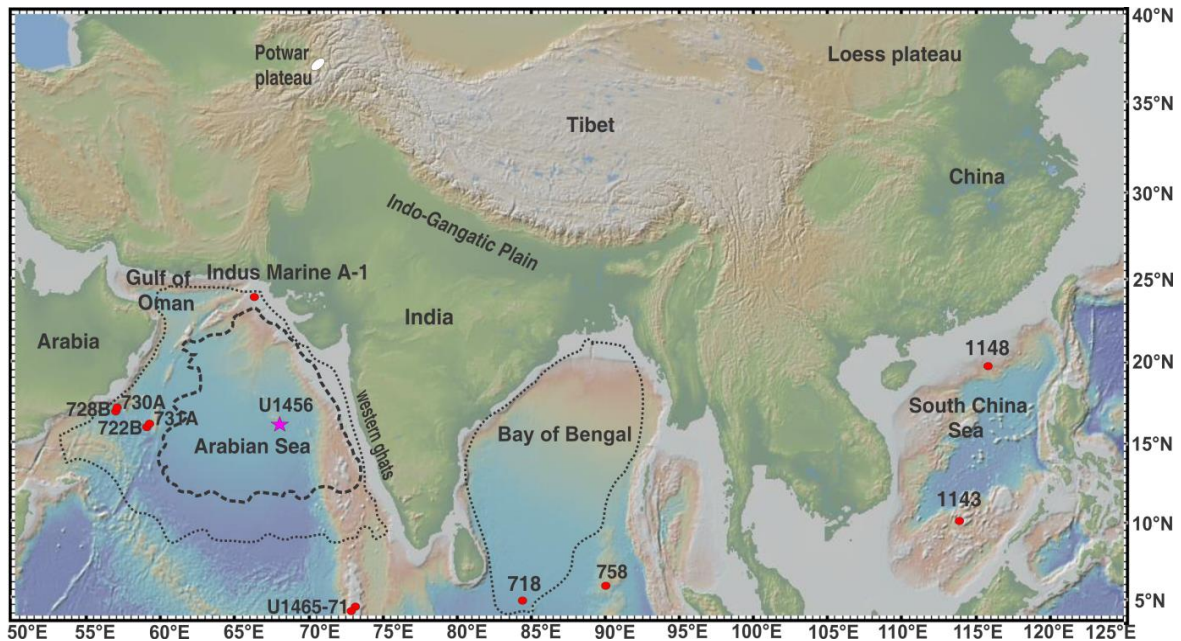 40°N
Potwar
plateau
Loess plateau
35°N
Tibet
China
30°N
Indo-Gangatic Plain
Gulf of
Oman
Indus Marine A-1
25°N
India
Arabia
1148
20°N
728B
730A
U1456
western ghats
South China
Sea
722B
731A
Arabian Sea
Bay of Bengal
15°N
1143
10°N
718
758
U1465-71
5°N
50°E 55°E 60°E 65°E 70°E 75°E 80°E 85°E 90°E 95°E 100°E 105°E 110°E 115°E 120°E 125°E